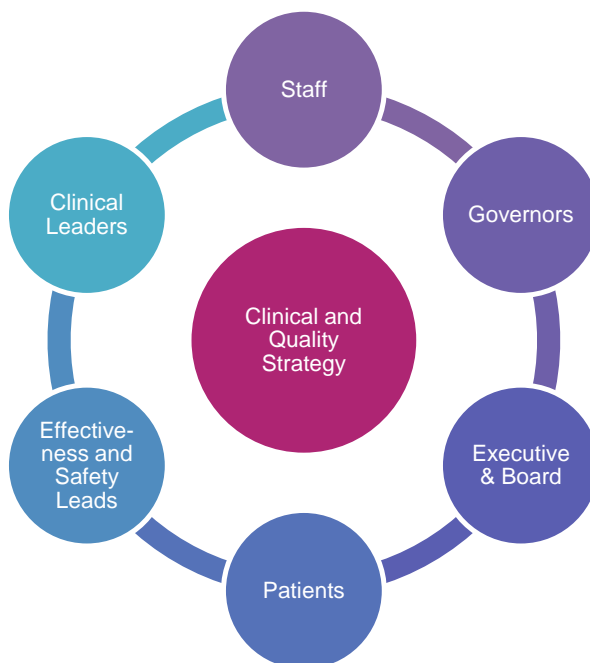 Staff
Clinical
Leaders
Governors
Clinical and
Quality
Strategy
Effective-
ness and
Safety
Leads
Executive
& Board
Patients